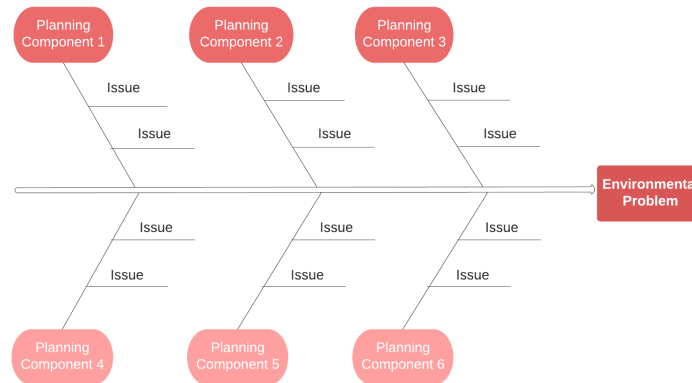 Planning
Component 1
Planning
Component 2
Planning
Component 3
Issue
Issue
Issue
Issue
Issue
Issue
Environmenta
Problem
Issue
Issue
Issue
Issue
Issue
Issue
Planning
Component 4
Planning
Component 5
Planning
Component 6